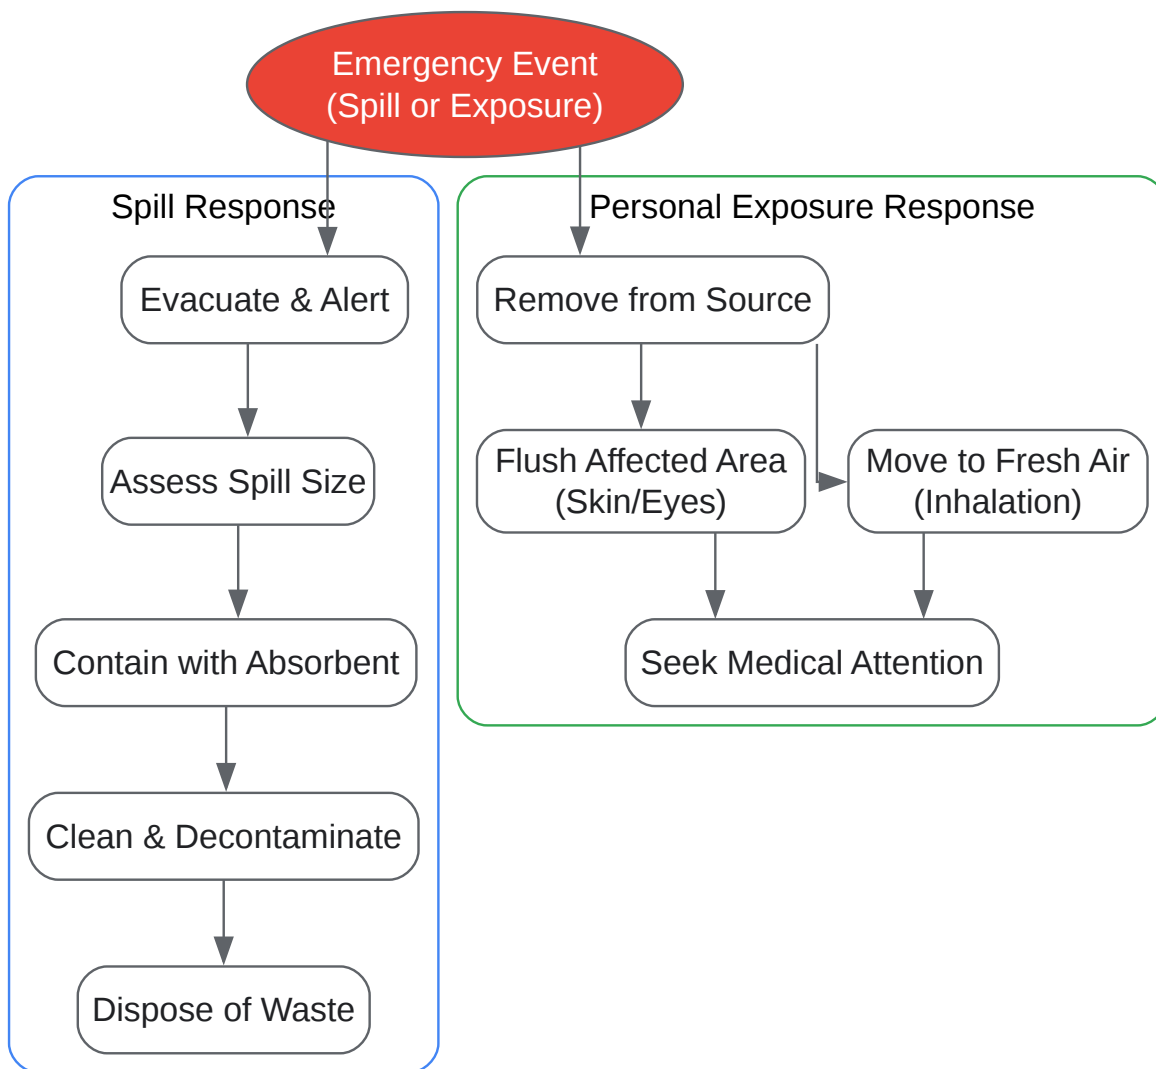 Emergency Event
(Spill or Exposure)
Spill Response
Evacuate & Alert
Assess Spill Size
Contain with Absorbent
Clean & Decontaminate
Dispose of Waste
Personal Exposure Response
Remove from Source
Flush Affected Area
(Skin/Eyes)
Move to Fresh Air
(Inhalation)
Seek Medical Attention